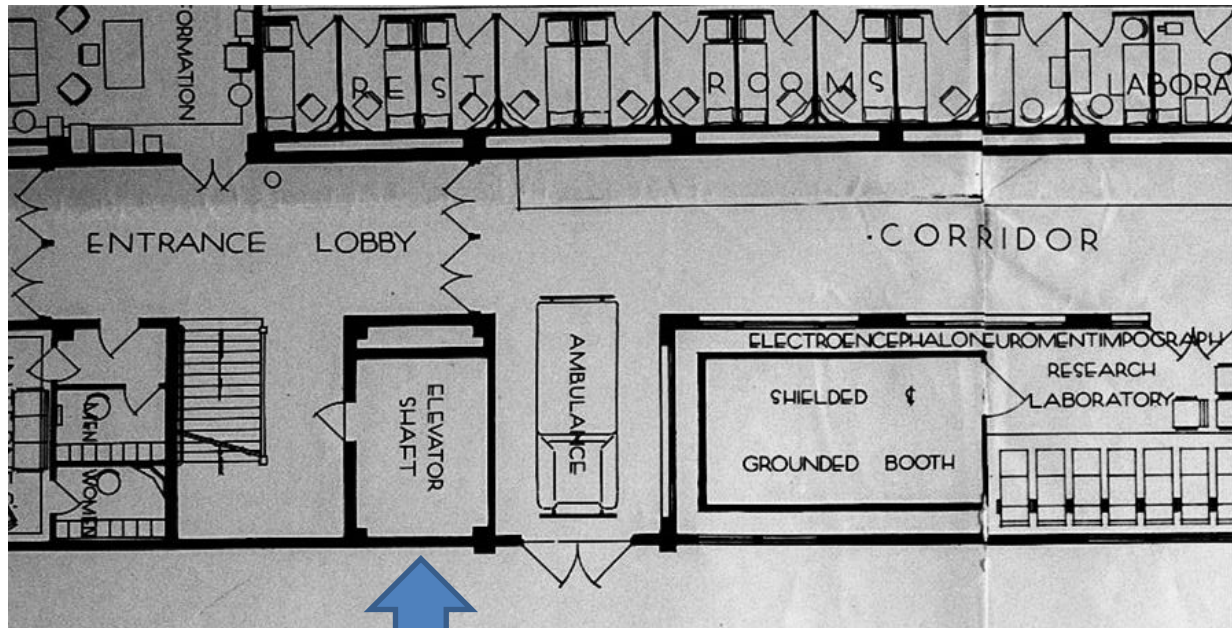 FORMATION
REST ROOMS
LABORA
ENTRANCE LOBBY
CORRIDOR
ELEVATOR
SHAFT
AMBULANCE
ELECTROENCEPHALONEUROMENTIMPOGRAPH
RESEARCH
LABORATORY
SHIELDED &
GROUNDED BOOTH
MEN
WOMEN